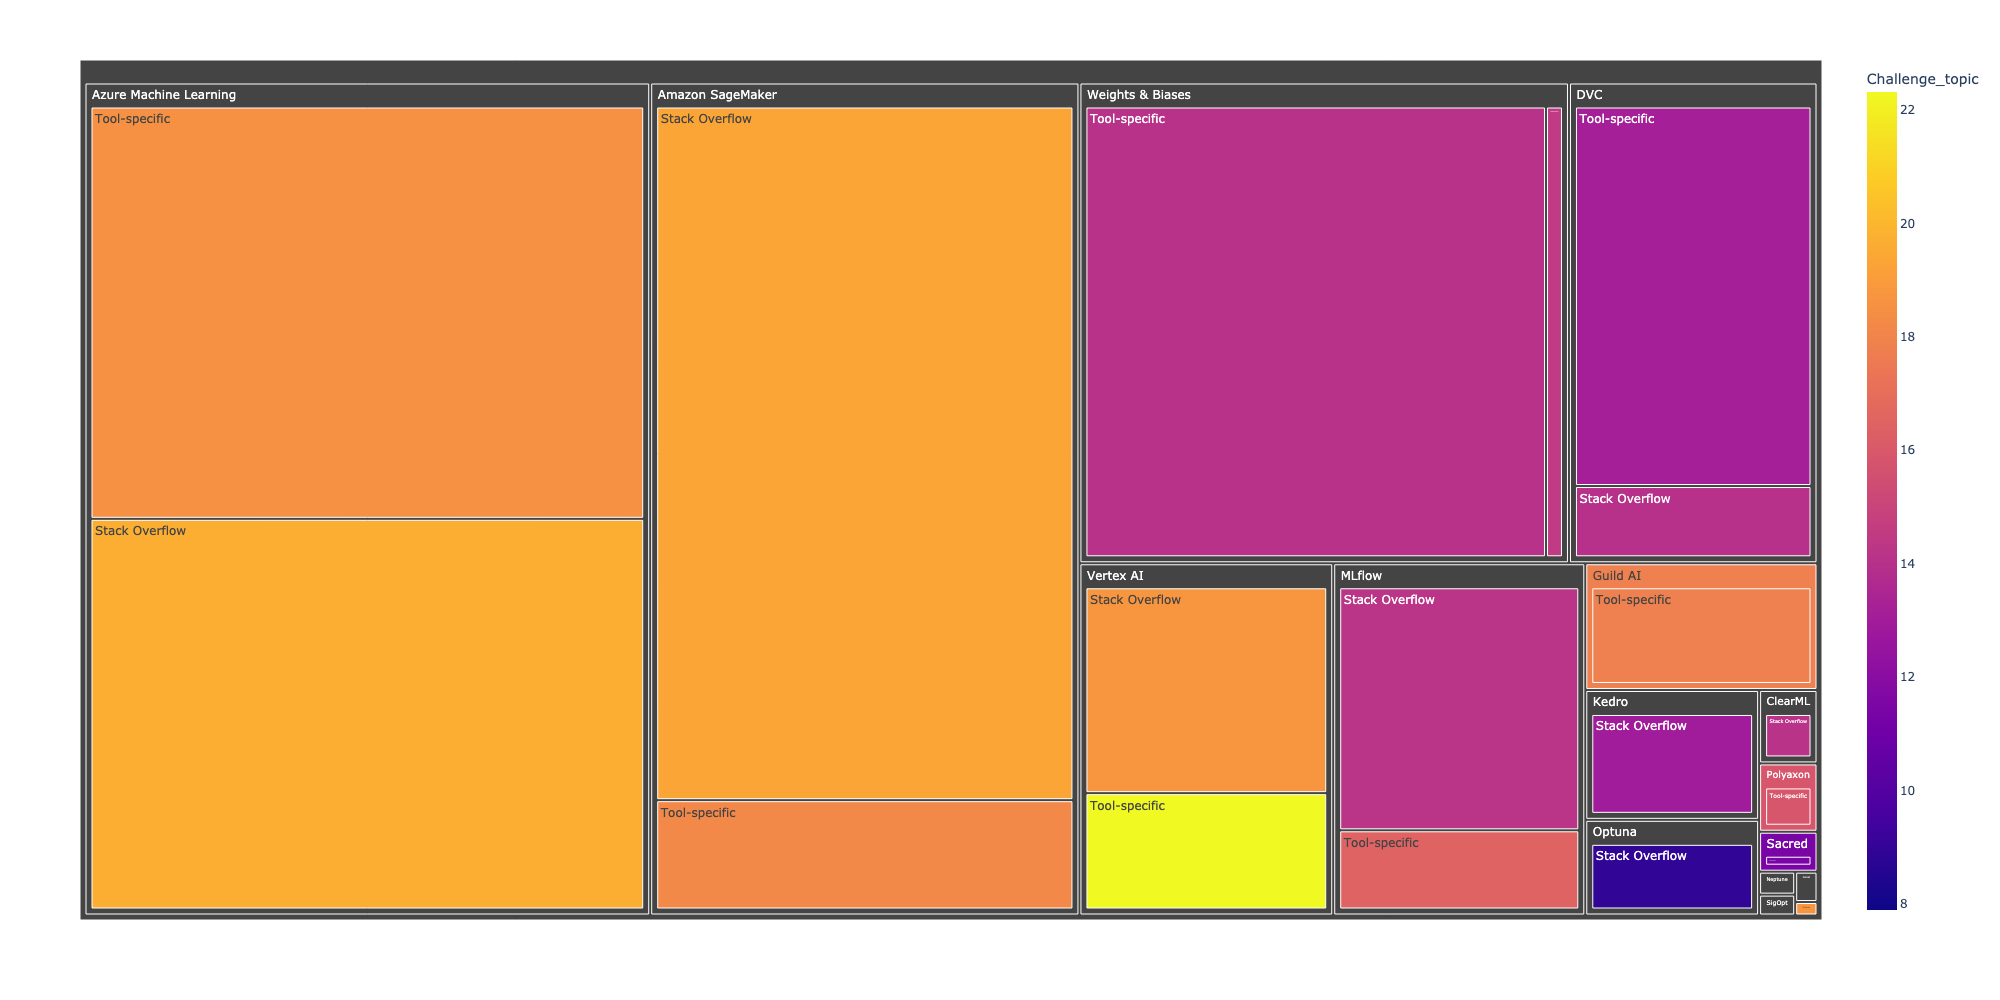 Azure Machine Learning
Tool-specific
Stack Overflow
Amazon SageMaker
Stack Overflow
Tool-specific
Weights & Biases
Tool-specific
DVC
Tool-specific
Stack Overflow
Vertex AI
Stack Overflow
Tool-specific
MLflow
Stack Overflow
Tool-specific
Guild AI
Tool-specific
Kedro
Stack Overflow
Optuna
Stack Overflow
ClearML
Stack Overflow
Polyaxon
Tool-specific
Sacred
Neptune
SigOpt
Challenge_topic
22
20
18
16
14
12
10
8